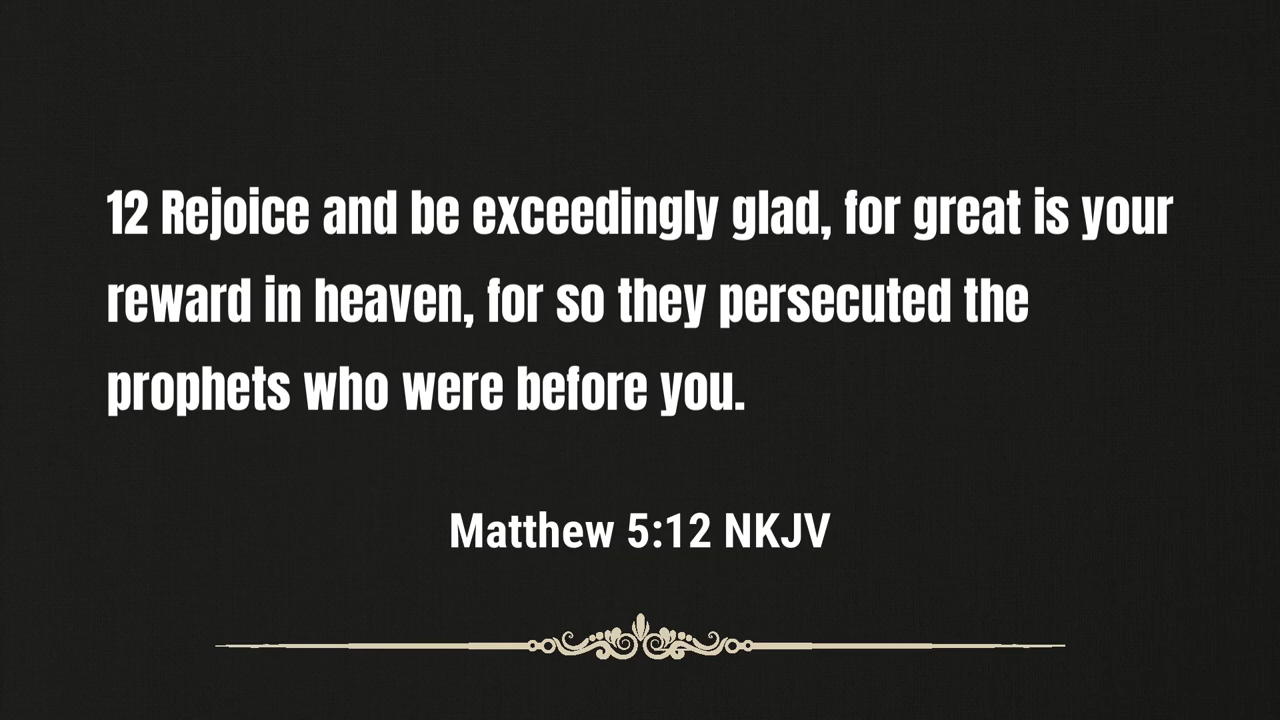 12 Rejoice and be exceedingly glad, for great is your
reward in heaven, for so they persecuted the
prophets who were before you.
Matthew 5:12 NKJV